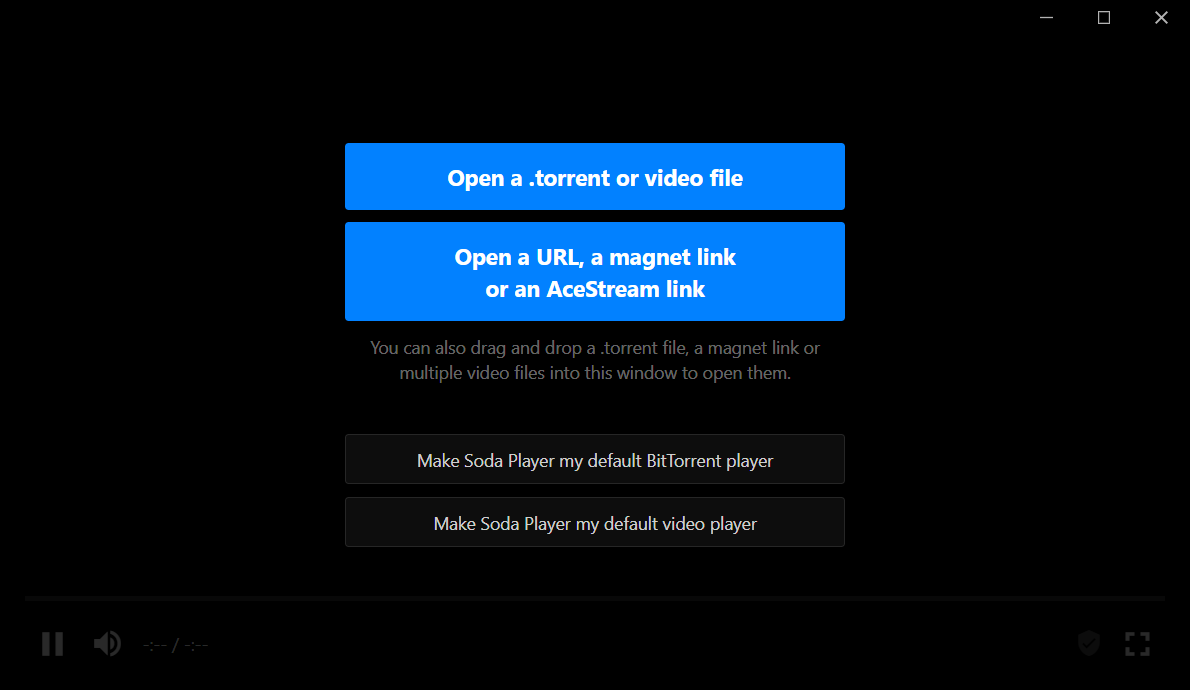 Open a .torrent or video file
Open a URL, a magnet link
or an AceStream link
You can also drag and drop a .torrent file, a magnet link or
multiple video files into this window to open them.
Make Soda Player my default BitTorrent player
Make Soda Player my default video player
-:-- / -:--